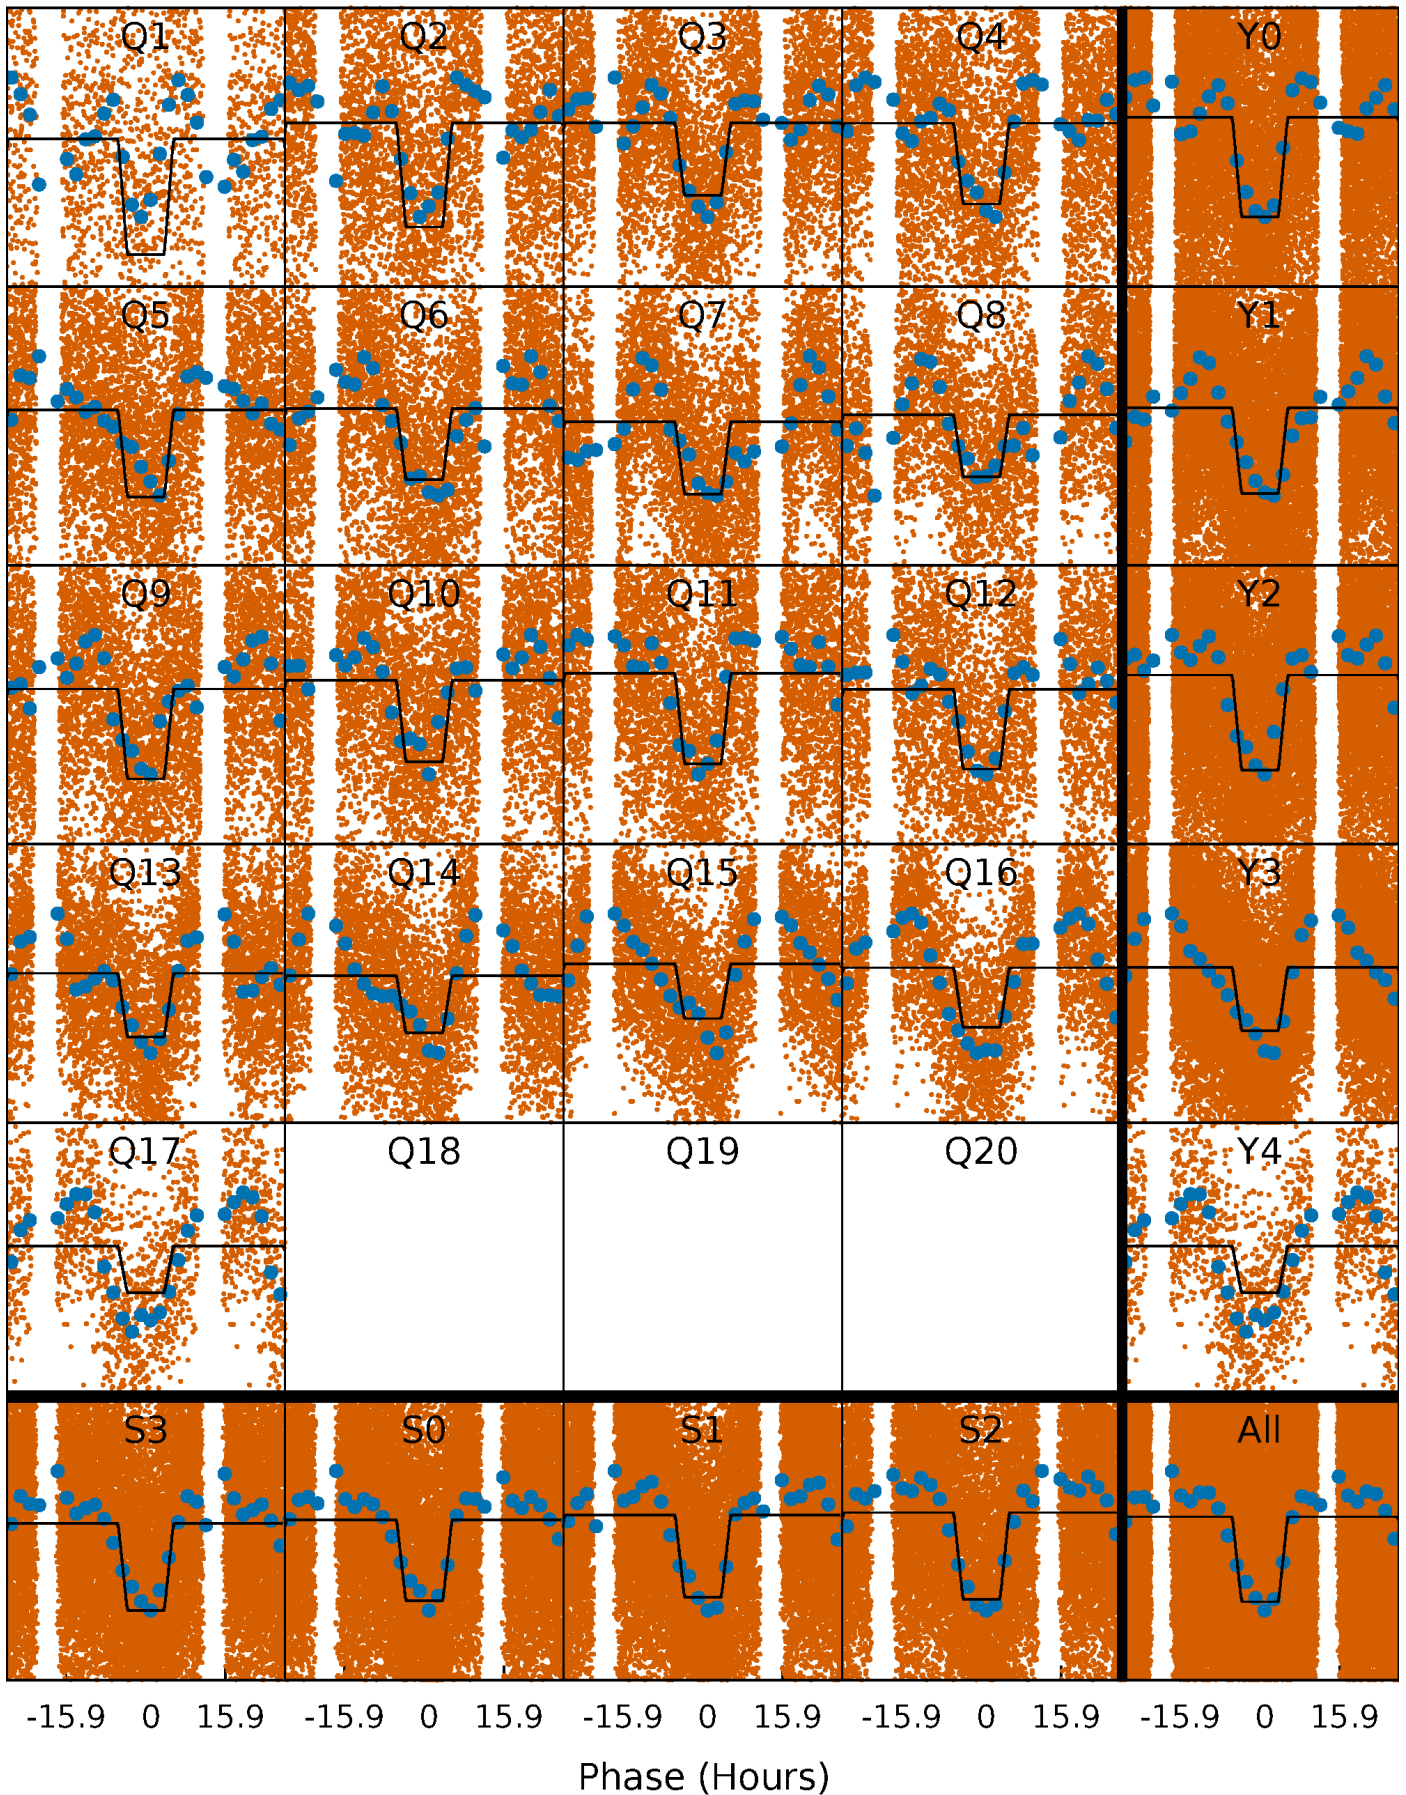 Q1 Q2 Q3 Q4 Y0
Q5 Q6 Q7 Q8 Y1
Q9 Q10 Q11 Q12 Y2
Q13 Q14 Q15 Q16 Y3
Q17 Q18 Q19 Q20 Y4
S3 S0 S1 S2 All
-15.9 0 15.9 -15.9 0 15.9 -15.9 0 15.9 -15.9 0 15.9 -15.9 0 15.9
Phase (Hours)